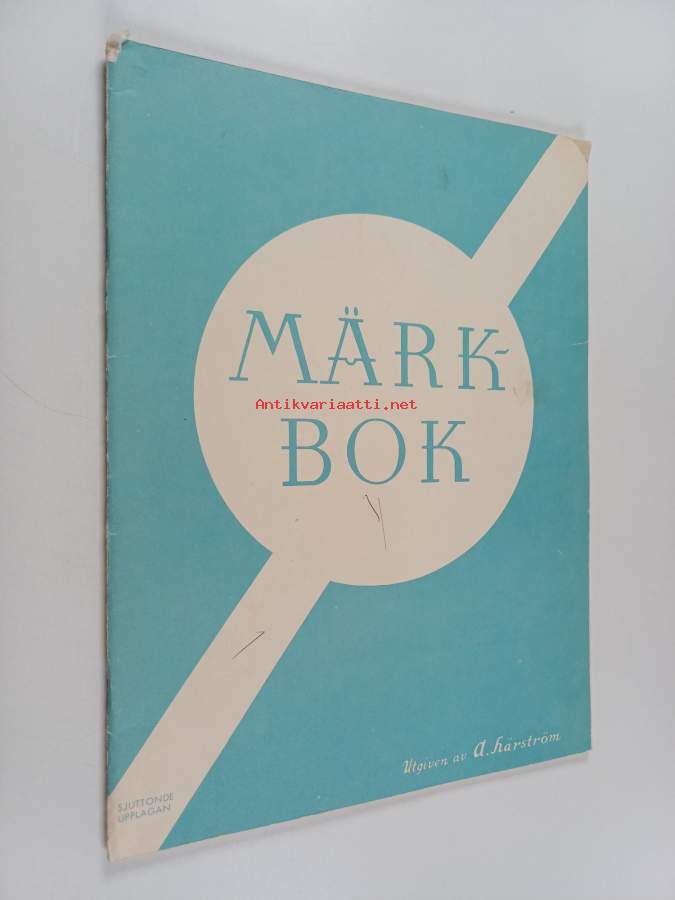 MÄRK-
Antikvariaatti.net
BOK
Utgiven av A. Härström
SJUTTONDE
UPPLAGAN